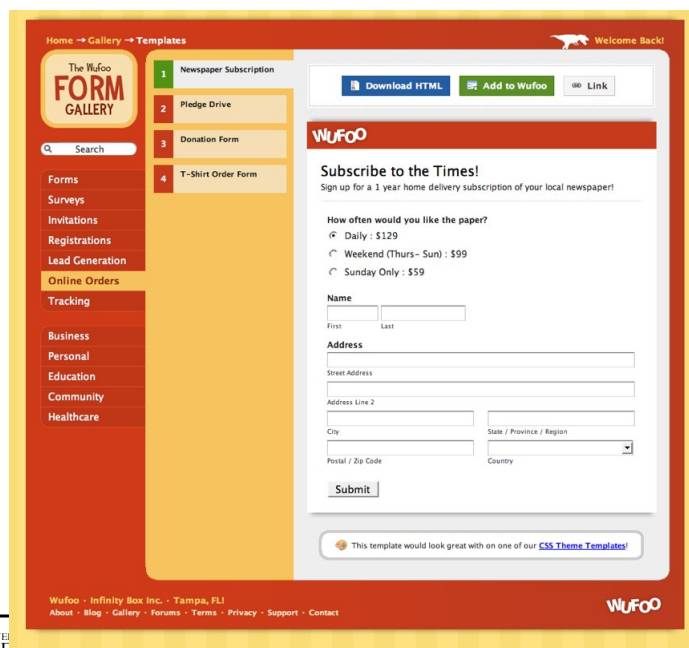 Home → Gallery → Templates
Welcome Back!
The Wufoo
FORM
GALLERY
Search
Forms
Surveys
Invitations
Registrations
Lead Generation
Online Orders
Tracking
Business
Personal
Education
Community
Healthcare
1 Newspaper Subscription
2 Pledge Drive
3 Donation Form
4 T-Shirt Order Form
Download HTML Add to Wufoo Link
WUFOO
Subscribe to the Times!
Sign up for a 1 year home delivery subscription of your local newspaper!
How often would you like the paper?
Daily : $129
Weekend (Thurs- Sun) : $99
Sunday Only : $59
Name
First Last
Address
Street Address
Address Line 2
City State / Province / Region
Postal / Zip Code Country
Submit
This template would look great with on one of our CSS Theme Templates!
Wufoo · Infinity Box Inc. · Tampa, FL!
About · Blog · Gallery · Forums · Terms · Privacy · Support · Contact
WUFOO